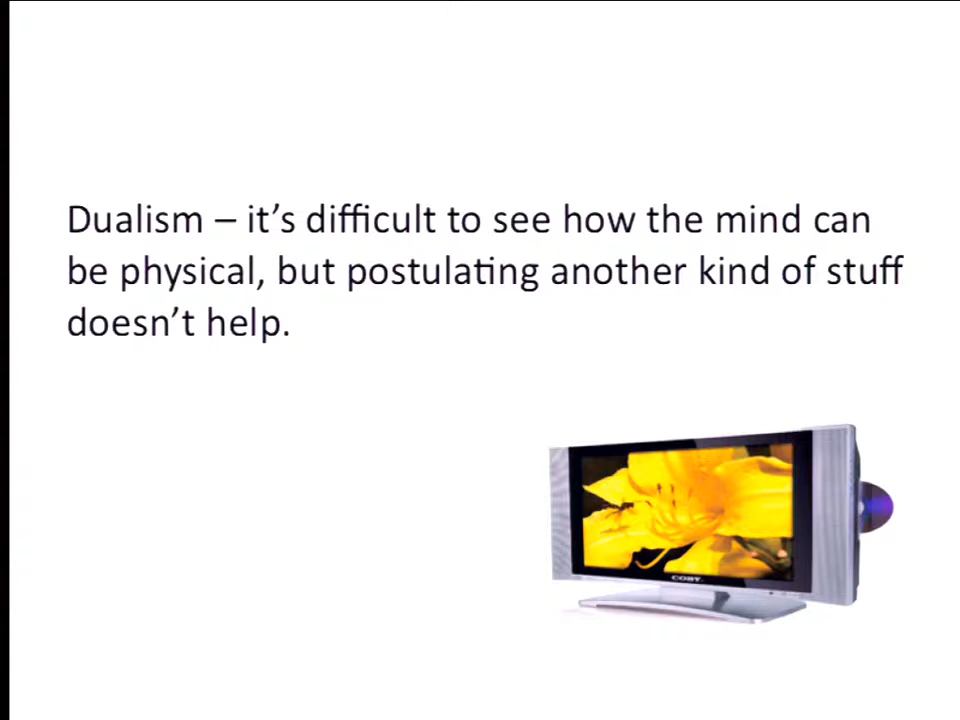 Dualism – it’s difficult to see how the mind can
be physical, but postulating another kind of stuff
doesn’t help.
COBY